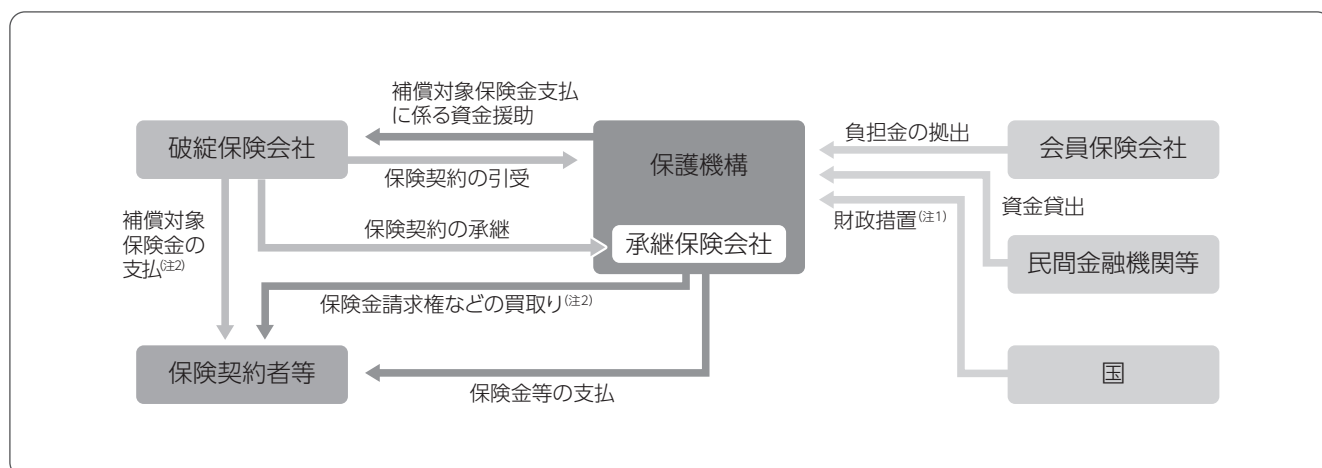 補償対象保険金支払
に係る資金援助
破綻保険会社
保険契約の引受
保護機構
負担金の拠出
会員保険会社
補償対象
保険金の
支払(注2)
保険契約の承継
承継保険会社
財政措置(注1)
資金貸出
民間金融機関等
保険金請求権などの買取り(注2)
保険契約者等
保険金等の支払
国